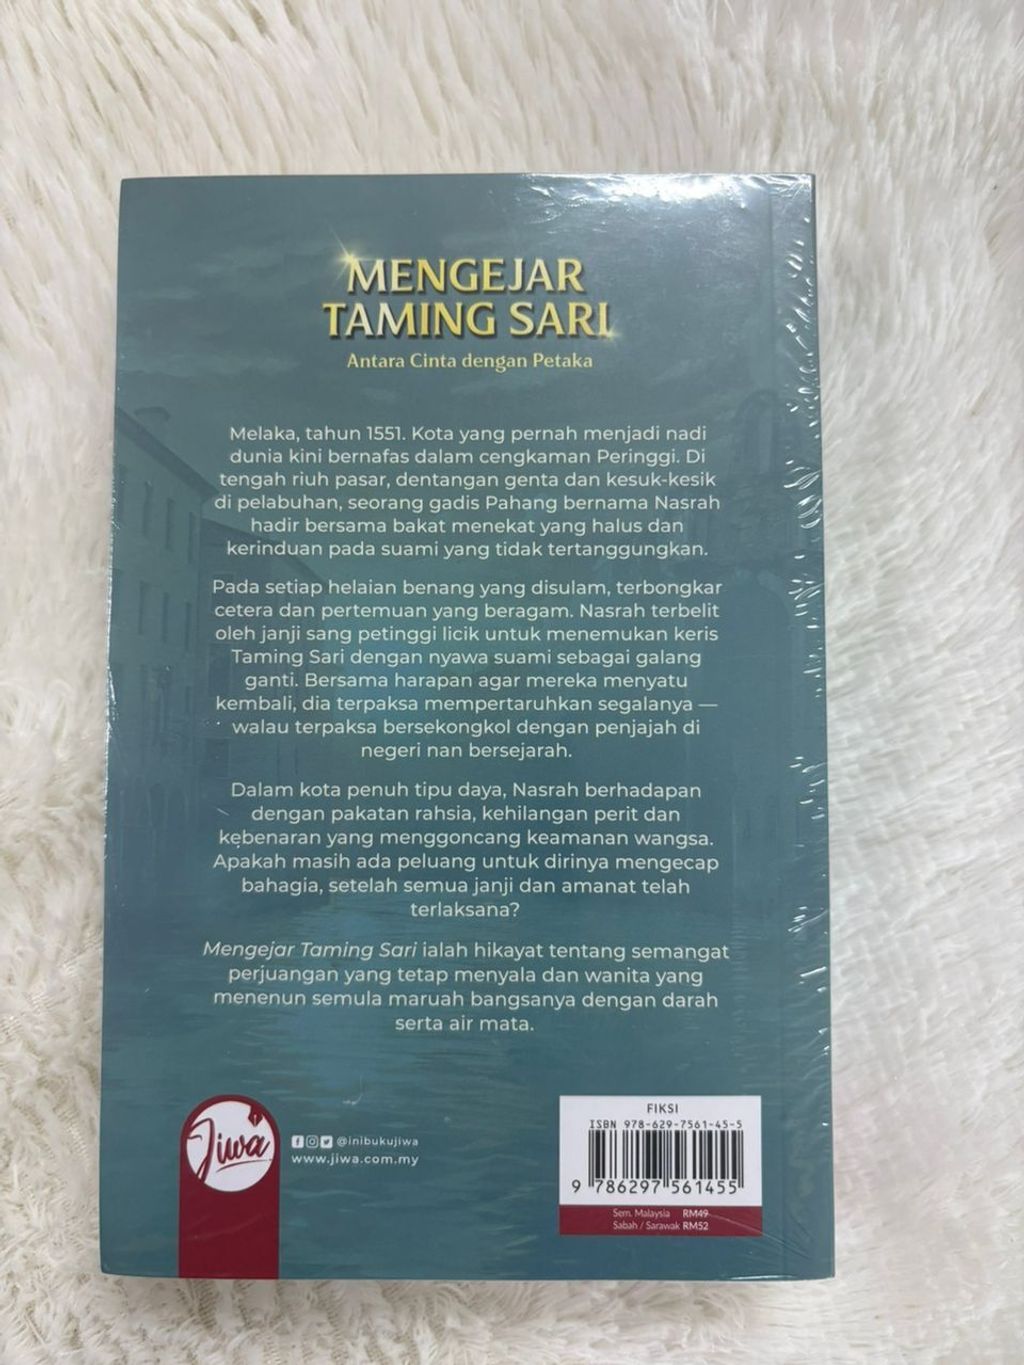 MENGEJAR
TAMING SARI
Antara Cinta dengan Petaka
Melaka, tahun 1551. Kota yang pernah menjadi nadi
dunia kini bernafas dalam cengkaman Peringgi. Di
tengah riuh pasar, dentangan genta dan kesuk-kesik
di pelabuhan, seorang gadis Pahang bernama Nasrah
hadir bersama bakat menekat yang halus dan
kerinduan pada suami yang tidak tertanggungkan.
Pada setiap helaian benang yang disulam, terbongkar
cetera dan pertemuan yang beragam. Nasrah terbelit
oleh janji sang petinggi licik untuk menemukan keris
Taming Sari dengan nyawa suami sebagai galang
ganti. Bersama harapan agar mereka menyatu
kembali, dia terpaksa mempertaruhkan segalanya —
walau terpaksa bersekongkol dengan penjajah di
negeri nan bersejarah.
Dalam kota penuh tipu daya, Nasrah berhadapan
dengan pakatan rahsia, kehilangan perit dan
kebenaran yang menggoncang keamanan wangsa.
Apakah masih ada peluang untuk dirinya mengecap
bahagia, setelah semua janji dan amanat telah
terlaksana?
Mengejar Taming Sari ialah hikayat tentang semangat
perjuangan yang tetap menyala dan wanita yang
menenun semula maruah bangsanya dengan darah
serta air mata.
Jiwa
@inibukujiwa
www.jiwa.com.my
FIKSI
ISBN 978-629-7561-45-5
9 786297 561455
Sem. Malaysia RM49
Sabah / Sarawak RM52